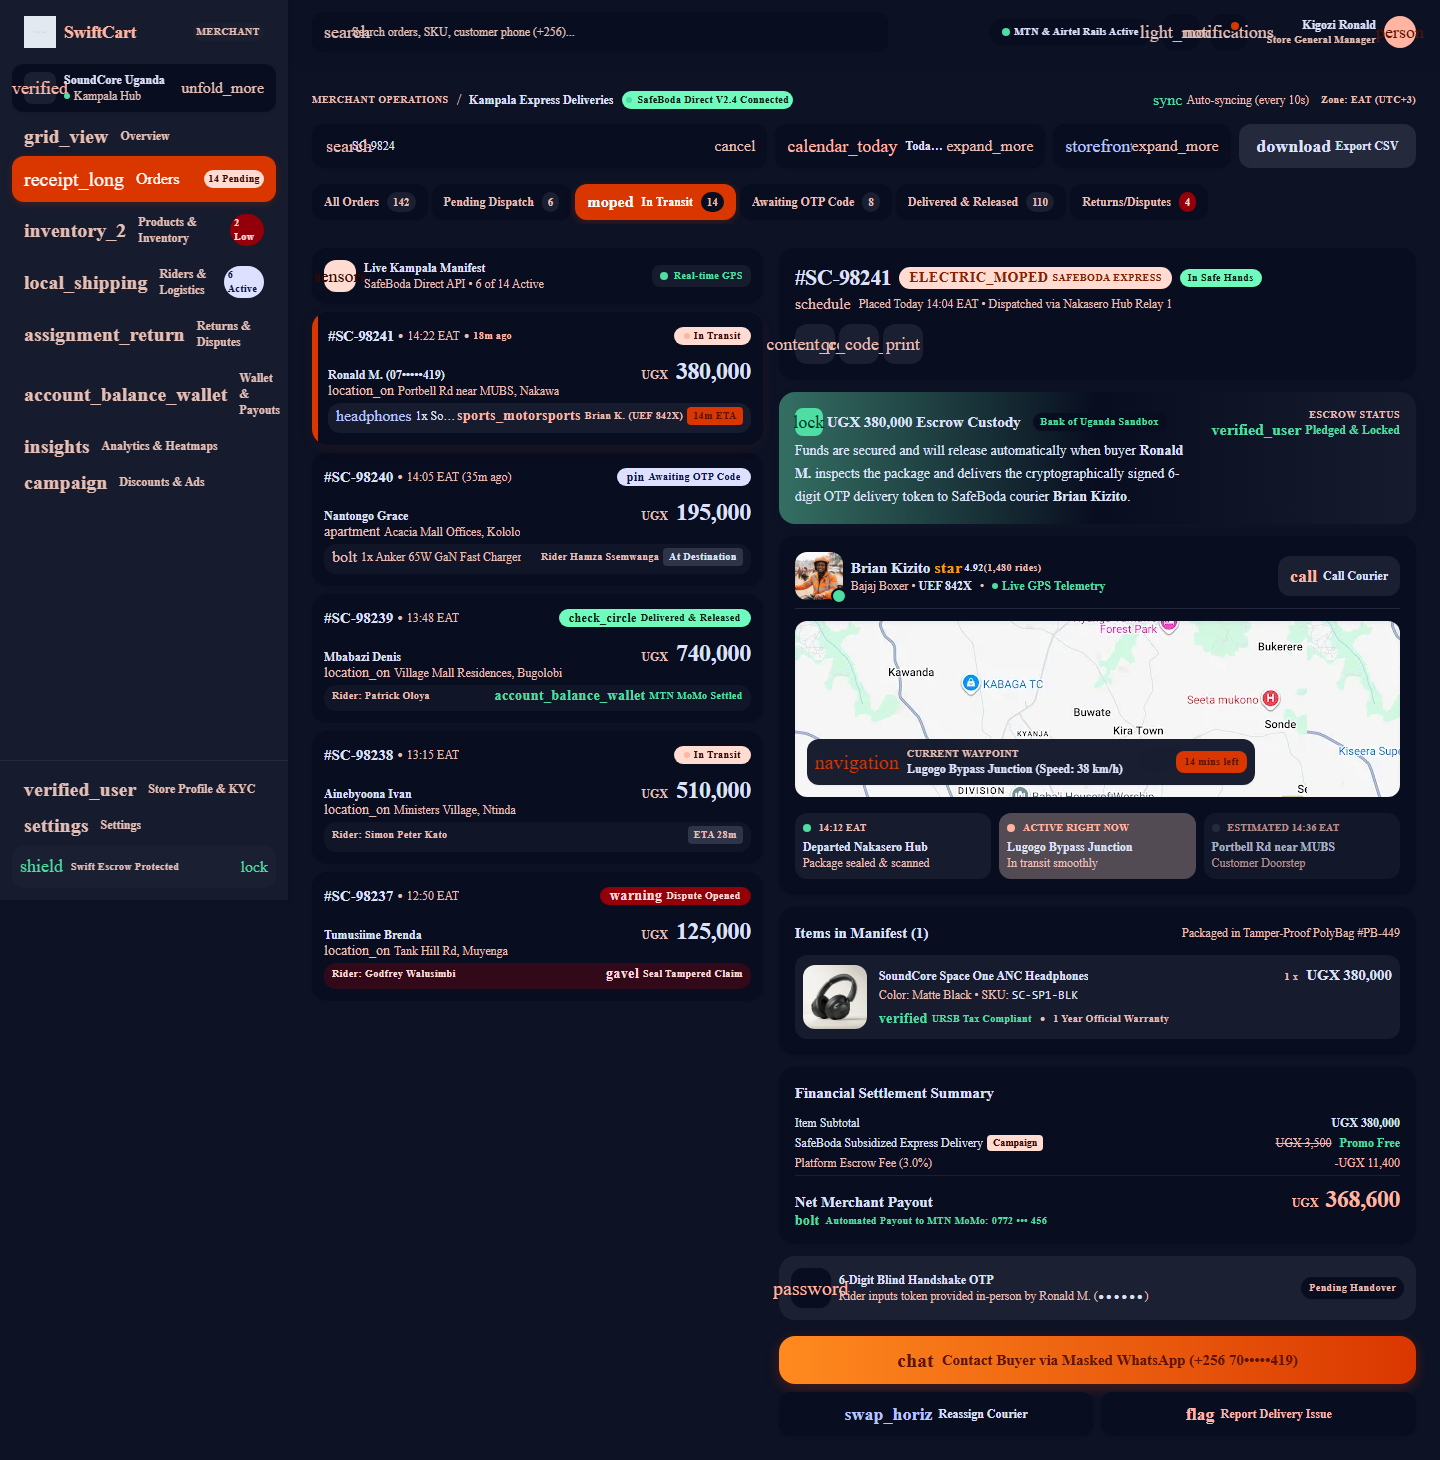 SwiftCart MERCHANT
verified SoundCore Uganda unfold_more
Kampala Hub
grid_view Overview
receipt_long Orders 14 Pending
inventory_2 Products & Inventory 2 Low
local_shipping Riders & Logistics 6 Active
assignment_return Returns & Disputes
account_balance_wallet Wallet & Payouts
insights Analytics & Heatmaps
campaign Discounts & Ads
verified_user Store Profile & KYC
settings Settings
shield Swift Escrow Protected lock
search Search orders, SKU, customer phone (+256)...
MTN & Airtel Rails Active light_mode notifications Kigozi Ronald person
Store General Manager
MERCHANT OPERATIONS / Kampala Express Deliveries SafeBoda Direct V2.4 Connected
sync Auto-syncing (every 10s) Zone: EAT (UTC+3)
search SC-9824 cancel
calendar_today Toda... expand_more
storefront expand_more
download Export CSV
All Orders 142
Pending Dispatch 6
moped In Transit 14
Awaiting OTP Code 8
Delivered & Released 110
Returns/Disputes 4
sensors Live Kampala Manifest
SafeBoda Direct API • 6 of 14 Active
Real-time GPS
#SC-98241 • 14:22 EAT • 18m ago In Transit
Ronald M. (07•••••419) UGX 380,000
location_on Portbell Rd near MUBS, Nakawa
headphones 1x So... sports_motorsports Brian K. (UEF 842X) 14m ETA
#SC-98240 • 14:05 EAT (35m ago) pin Awaiting OTP Code
Nantongo Grace UGX 195,000
apartment Acacia Mall Offices, Kololo
bolt 1x Anker 65W GaN Fast Charger Rider Hamza Ssemwanga At Destination
#SC-98239 • 13:48 EAT check_circle Delivered & Released
Mbabazi Denis UGX 740,000
location_on Village Mall Residences, Bugolobi
Rider: Patrick Oloya account_balance_wallet MTN MoMo Settled
#SC-98238 • 13:15 EAT In Transit
Ainebyoona Ivan UGX 510,000
location_on Ministers Village, Ntinda
Rider: Simon Peter Kato ETA 28m
#SC-98237 • 12:50 EAT warning Dispute Opened
Tumusiime Brenda UGX 125,000
location_on Tank Hill Rd, Muyenga
Rider: Godfrey Walusimbi gavel Seal Tampered Claim
#SC-98241 ELECTRIC_MOPED SAFEBODA EXPRESS In Safe Hands
schedule Placed Today 14:04 EAT • Dispatched via Nakasero Hub Relay 1
print
lock UGX 380,000 Escrow Custody Bank of Uganda Sandbox
ESCROW STATUS
verified_user Pledged & Locked
Funds are secured and will release automatically when buyer Ronald
M. inspects the package and delivers the cryptographically signed 6-
digit OTP delivery token to SafeBoda courier Brian Kizito.
Brian Kizito star 4.92 (1,480 rides)
Bajaj Boxer • UEF 842X • Live GPS Telemetry
call Call Courier
Forest Park
Bukerere
Kawanda
KABAGA TC
Seeta mukono
Buwate
Sonde
KYANJA
Kira Town
Kiseera Supe
navigation CURRENT WAYPOINT
Lugogo Bypass Junction (Speed: 38 km/h)
14 mins left
DIVISION
14:12 EAT
Departed Nakasero Hub
Package sealed & scanned
ACTIVE RIGHT NOW
Lugogo Bypass Junction
In transit smoothly
ESTIMATED 14:36 EAT
Portbell Rd near MUBS
Customer Doorstep
Items in Manifest (1) Packaged in Tamper-Proof PolyBag #PB-449
SoundCore Space One ANC Headphones 1 x UGX 380,000
Color: Matte Black • SKU: SC-SP1-BLK
verified URSB Tax Compliant • 1 Year Official Warranty
Financial Settlement Summary
Item Subtotal UGX 380,000
SafeBoda Subsidized Express Delivery Campaign UGX 3,500 Promo Free
Platform Escrow Fee (3.0%) -UGX 11,400
Net Merchant Payout UGX 368,600
bolt Automated Payout to MTN MoMo: 0772 ••• 456
password 6-Digit Blind Handshake OTP
Rider inputs token provided in-person by Ronald M. (••••••)
Pending Handover
chat Contact Buyer via Masked WhatsApp (+256 70•••••419)
swap_horiz Reassign Courier
flag Report Delivery Issue